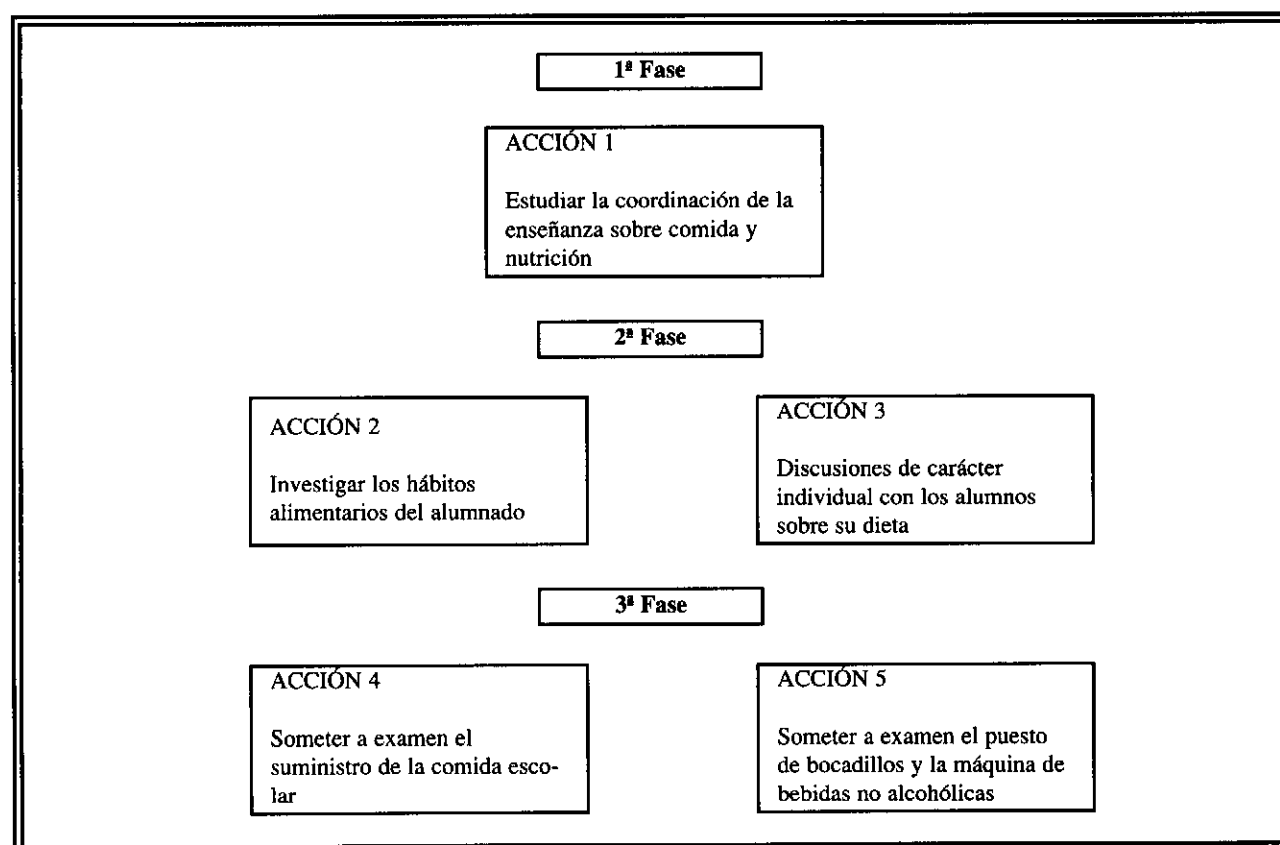 1ª Fase
ACCIÓN 1
Estudiar la coordinación de la
enseñanza sobre comida y
nutrición
2ª Fase
ACCIÓN 2
Investigar los hábitos
alimentarios del alumnado
ACCIÓN 3
Discusiones de carácter
individual con los alumnos
sobre su dieta
3ª Fase
ACCIÓN 4
Someter a examen el
suministro de la comida esco-
lar
ACCIÓN 5
Someter a examen el puesto
de bocadillos y la máquina de
bebidas no alcohólicas